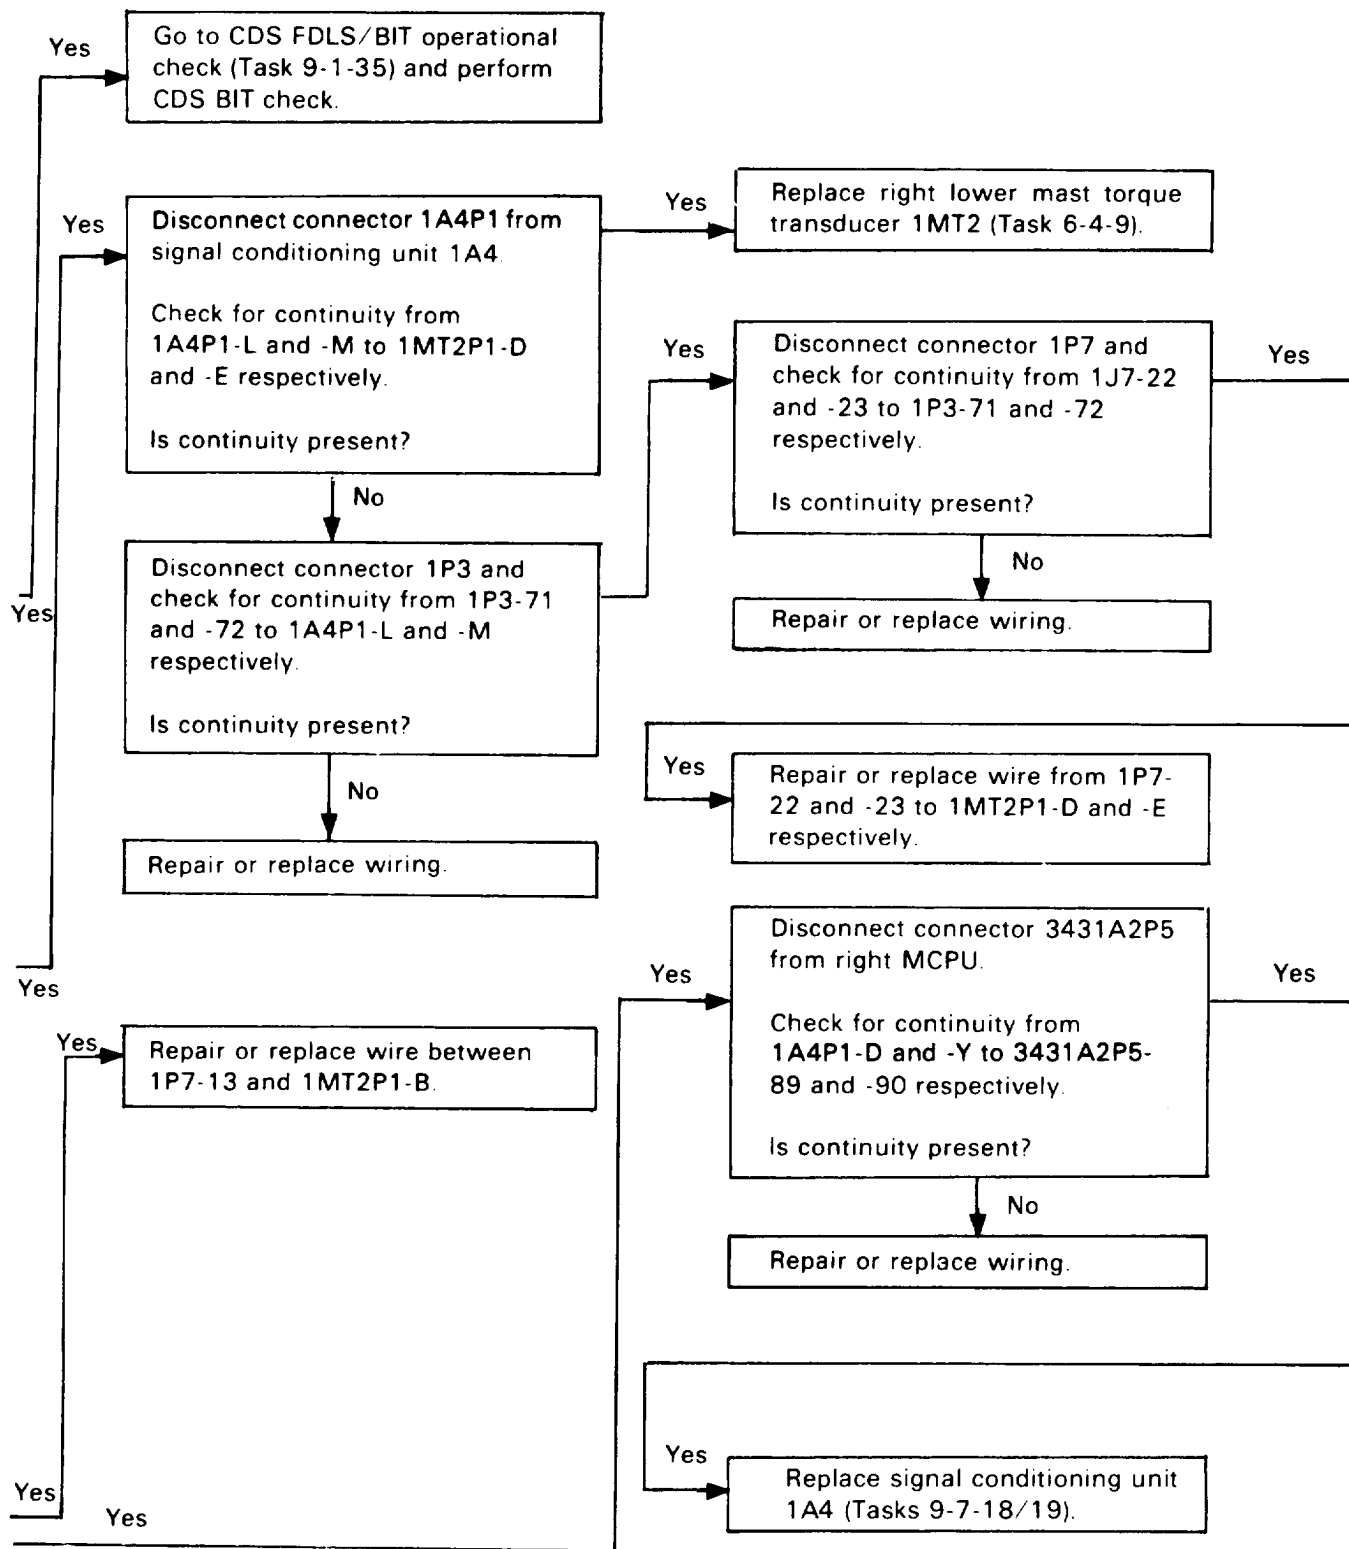 Yes
Go to CDS FDLS/BIT operational
check (Task 9-1-35) and perform
CDS BIT check.
Yes
Disconnect connector 1A4P1 from
signal conditioning unit 1A4.
Check for continuity from
1A4P1-L and -M to 1MT2P1-D
and -E respectively.
Is continuity present?
Yes
Replace right lower mast torque
transducer 1MT2 (Task 6-4-9).
No
Yes
Disconnect connector 1P7 and
check for continuity from 1J7-22
and -23 to 1P3-71 and -72
respectively.
Is continuity present?
Yes
No
Repair or replace wiring.
Yes
Disconnect connector 1P3 and
check for continuity from 1P3-71
and -72 to 1A4P1-L and -M
respectively.
Is continuity present?
No
Repair or replace wiring.
Yes
Repair or replace wire from 1P7-
22 and -23 to 1MT2P1-D and -E
respectively.
Yes
Yes
Disconnect connector 3431A2P5
from right MCPU.
Check for continuity from
1A4P1-D and -Y to 3431A2P5-
89 and -90 respectively.
Is continuity present?
Yes
No
Repair or replace wiring.
Yes
Repair or replace wire between
1P7-13 and 1MT2P1-B.
Yes
Replace signal conditioning unit
1A4 (Tasks 9-7-18/19).
Yes
Yes